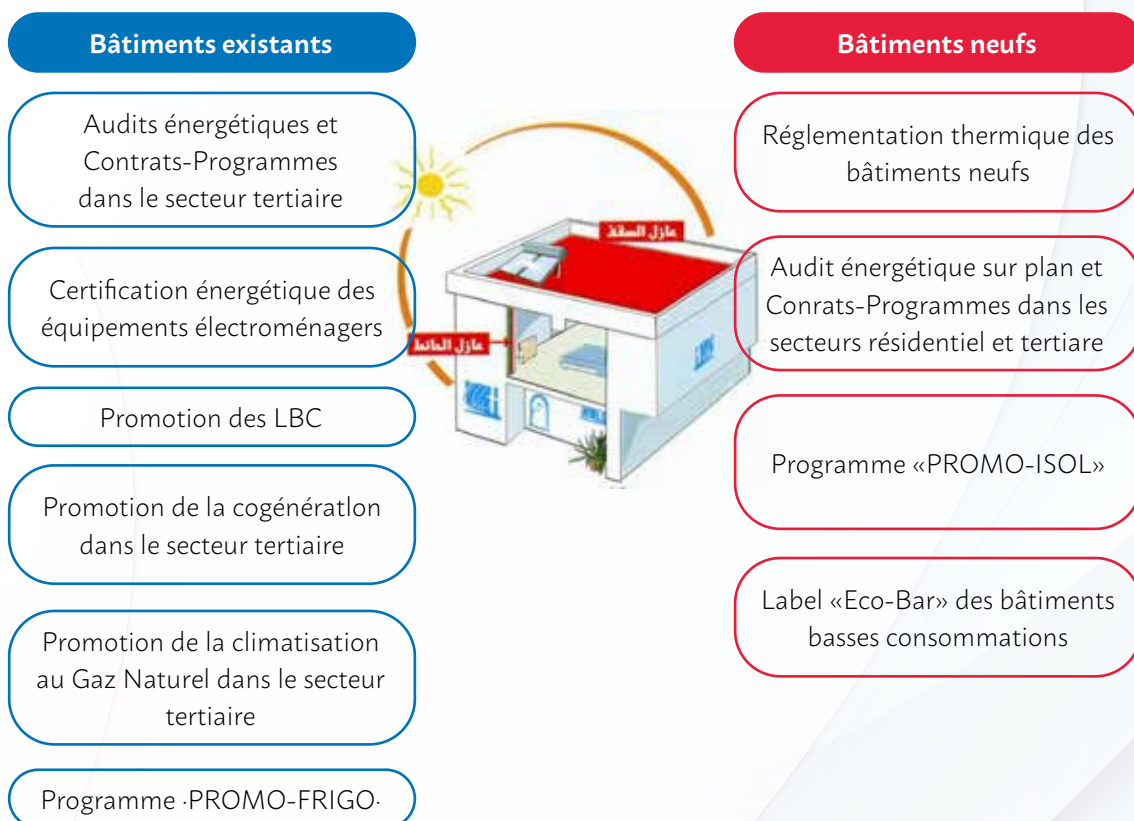 Bâtiments existants
Audits énergétiques et
Contrats-Programmes
dans le secteur tertiaire
Certification énergétique des
équipements électroménagers
Promotion des LBC
Promotion de la cogénératlon
dans le secteur tertiaire
Promotion de la climatisation
au Gaz Naturel dans le secteur
tertiaire
Programme ·PROMO-FRIGO·
عازل السقف
عازل الحائط
Bâtiments neufs
Réglementation thermique des
bâtiments neufs
Audit énergétique sur plan et
Conrats-Programmes dans les
secteurs résidentiel et tertiare
Programme «PROMO-ISOL»
Label «Eco-Bar» des bâtiments
basses consommations